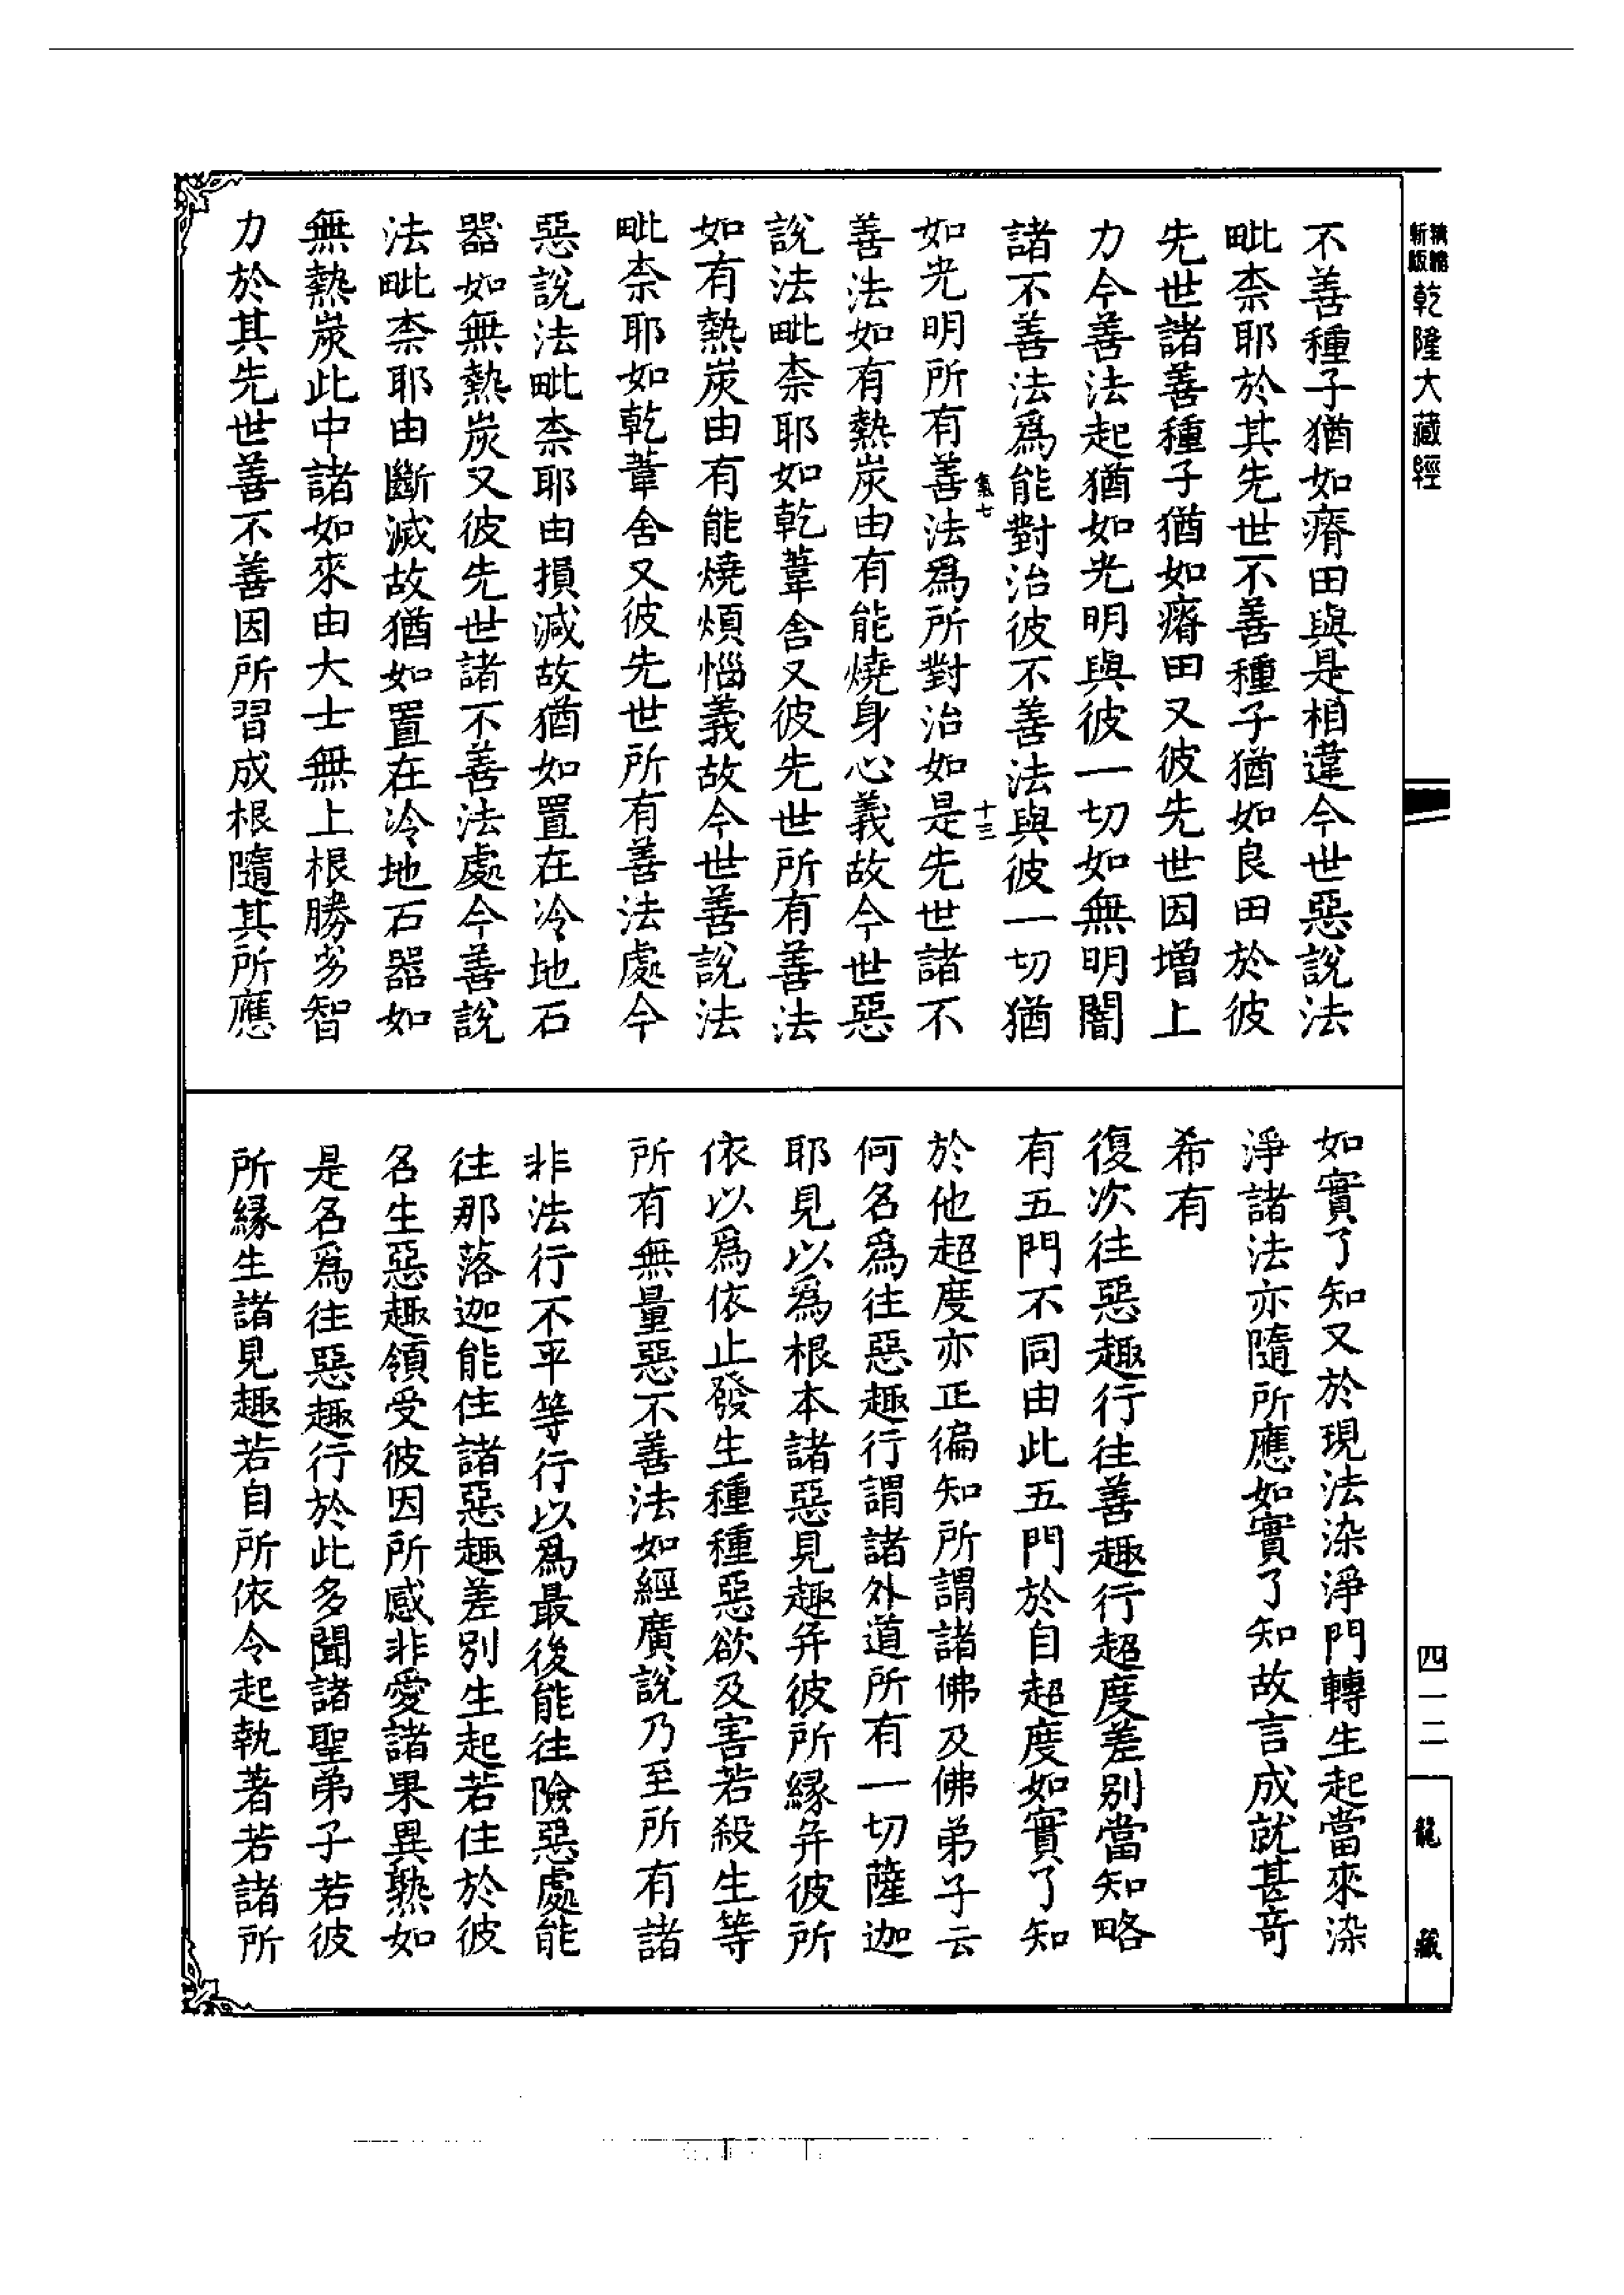 精縮
新版
乾隆大藏經
不善種子猶如瘠田與是相違今世惡說法
毗柰耶於其先世不善種子猶如良田於彼
先世諸善種子猶如瘠田又彼先世因增上
力今善法起猶如光明與彼一切如無明闇
諸不善法爲能對治彼不善法與彼一切猶
氣七
十三
如光明所有善法爲所對治如是先世諸不
善法如有熱炭由有能燒身心義故今世惡
說法毗柰耶如乾葦舍又彼先世所有善法
如有熱炭由有能燒煩惱義故今世善說法
毗柰耶如乾葦舍又彼先世所有善法處今
惡說法毗柰耶由損減故猶如置在冷地石
器如無熱炭又彼先世諸不善法處今善說
法毗柰耶由斷滅故猶如置在冷地石器如
無熱炭此中諸如來由大士無上根勝劣智
力於其先世善不善因所習成根隨其所應
如實了知又於現法染淨門轉生起當來染
淨諸法亦隨所應如實了知故言成就甚奇
希有
復次往惡趣行往善趣行超度差別當知略
有五門不同由此五門於自超度如實了知
於他超度亦正徧知所謂諸佛及佛弟子云
何名爲往惡趣行謂諸外道所有一切薩迦
耶見以爲根本諸惡見趣并彼所緣并彼所
依以爲依止發生種種惡欲及害若殺生等
所有無量惡不善法如經廣說乃至所有諸
非法行不平等行以爲最後能往險惡處能
往那落迦能住諸惡趣差別生起若住於彼
名生惡趣領受彼因所感非愛諸果異熟如
是名爲往惡趣行於此多聞諸聖弟子若彼
所緣生諸見趣若自所依令起執著若諸所
四一二
龍藏